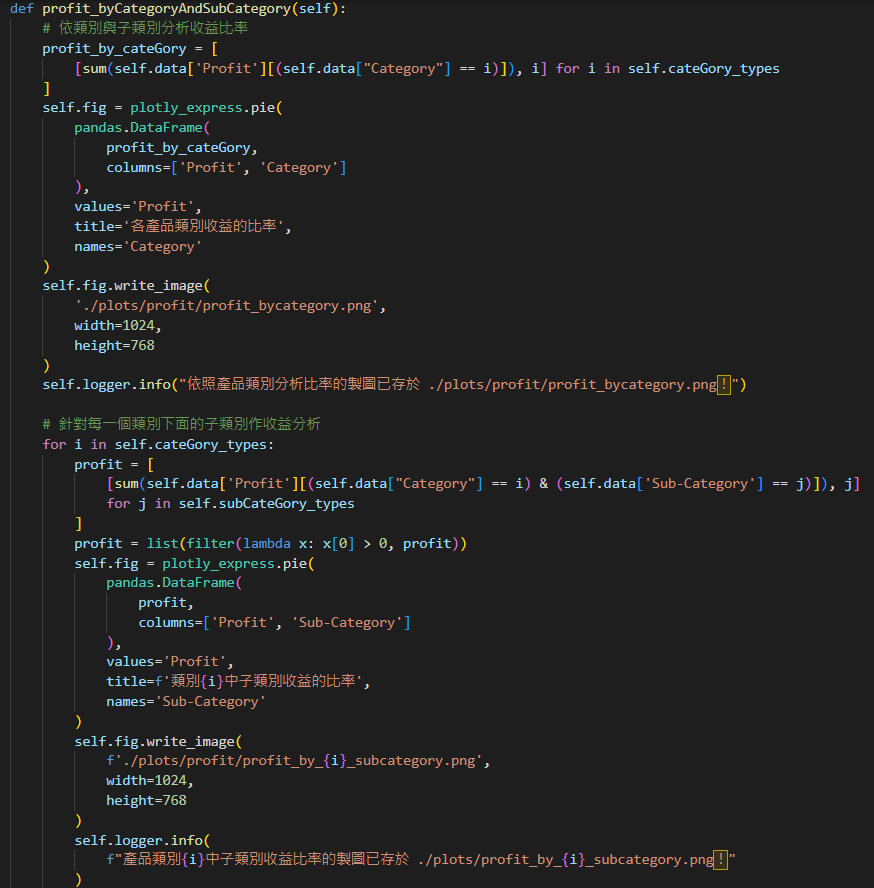 def profit_byCategoryAndSubCategory(self):
    # 依類別與子類別分析收益比率
    profit_by_cateGory = [
        [sum(self.data['Profit'][(self.data["Category"] == i)]), i] for i in self.cateGory_types
    ]
    self.fig = plotly_express.pie(
        pandas.DataFrame(
            profit_by_cateGory,
            columns=['Profit', 'Category']
        ),
        values='Profit',
        title='各產品類別收益的比率',
        names='Category'
    )
    self.fig.write_image(
        './plots/profit/profit_bycategory.png',
        width=1024,
        height=768
    )
    self.logger.info("依照產品類別分析比率的製圖已存於 ./plots/profit/profit_bycategory.png！")

    # 針對每一個類別下面的子類別作收益分析
    for i in self.cateGory_types:
        profit = [
            [sum(self.data['Profit'][(self.data["Category"] == i) & (self.data['Sub-Category'] == j)]), j]
            for j in self.subCateGory_types
        ]
        profit = list(filter(lambda x: x[0] > 0, profit))
        self.fig = plotly_express.pie(
            pandas.DataFrame(
                profit,
                columns=['Profit', 'Sub-Category']
            ),
            values='Profit',
            title=f'類別{i}中子類別收益的比率',
            names='Sub-Category'
        )
        self.fig.write_image(
            f'./plots/profit/profit_by_{i}_subcategory.png',
            width=1024,
            height=768
        )
        self.logger.info(
            f"產品類別{i}中子類別收益比率的製圖已存於 ./plots/profit_by_{i}_subcategory.png！"
        )